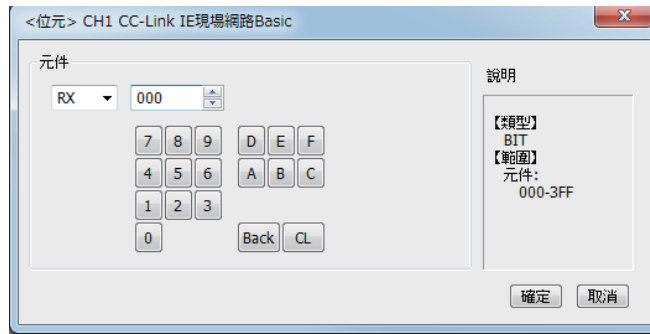 <位元> CH1 CC-Link IE現場網路Basic
元件
RX
000
7 8 9 D E F
4 5 6 A B C
1 2 3
0 Back CL
說明
【類型】
BIT
【範圍】
元件:
000-3FF
確定 取消